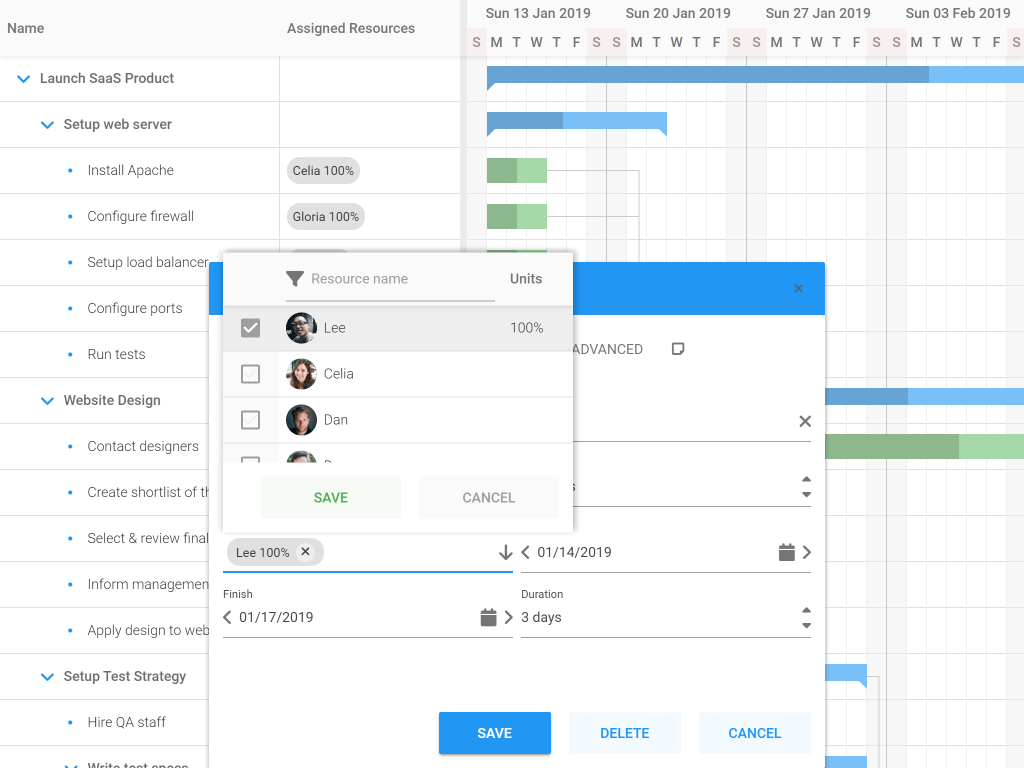 Name
Assigned Resources
Sun 13 Jan 2019
Sun 20 Jan 2019
Sun 27 Jan 2019
Sun 03 Feb 2019
S M T W T F S S M T W T F S S M T W T F S S M T W T F S
Launch SaaS Product
Setup web server
Install Apache
Celia 100%
Configure firewall
Gloria 100%
Setup load balancer
Configure ports
Run tests
Website Design
Contact designers
Create shortlist of
Select & review
Inform
Apply design to web
Setup Test Strategy
Hire QA staff
Write test specs
Resource name
Units
Lee
100%
Celia
Dan
SAVE
CANCEL
ADVANCED
Lee 100%
01/14/2019
Finish
Duration
01/17/2019
3 days
SAVE
DELETE
CANCEL